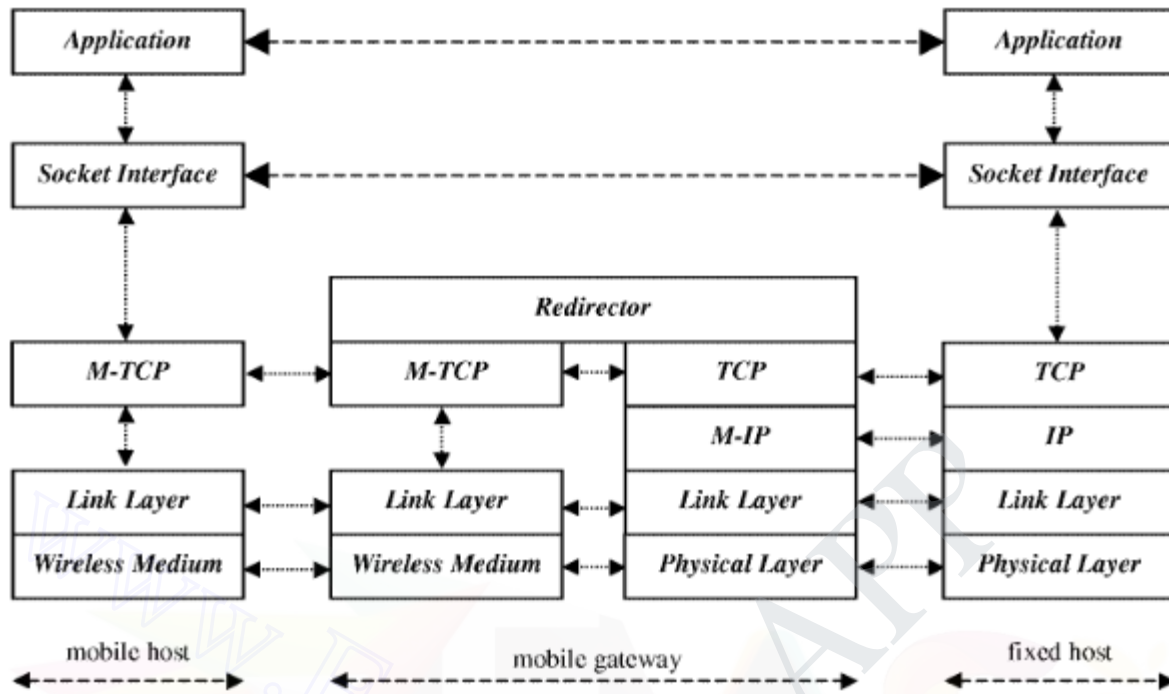 Application
Application
Socket Interface
Socket Interface
Redirector
M-TCP
M-TCP
TCP
TCP
M-IP
IP
Link Layer
Link Layer
Link Layer
Link Layer
Wireless Medium
Wireless Medium
Physical Layer
Physical Layer
APP
mobile host
mobile gateway
fixed host